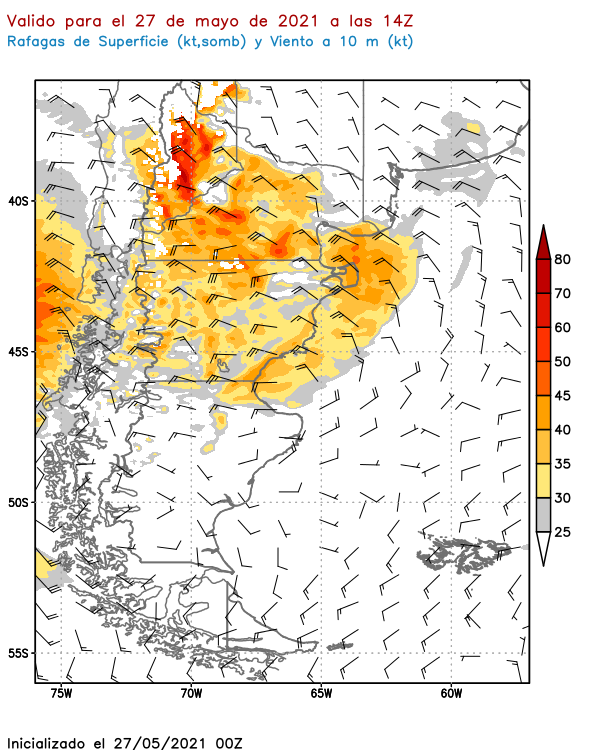 Valido para el 27 de mayo de 2021 a las 14Z
Rafagas de Superficie (kt,somb) y Viento a 10 m (kt)
40S
45S
50S
55S
75W 70W 65W 60W
80
70
60
50
45
40
35
30
25
Inicializado el 27/05/2021 00Z